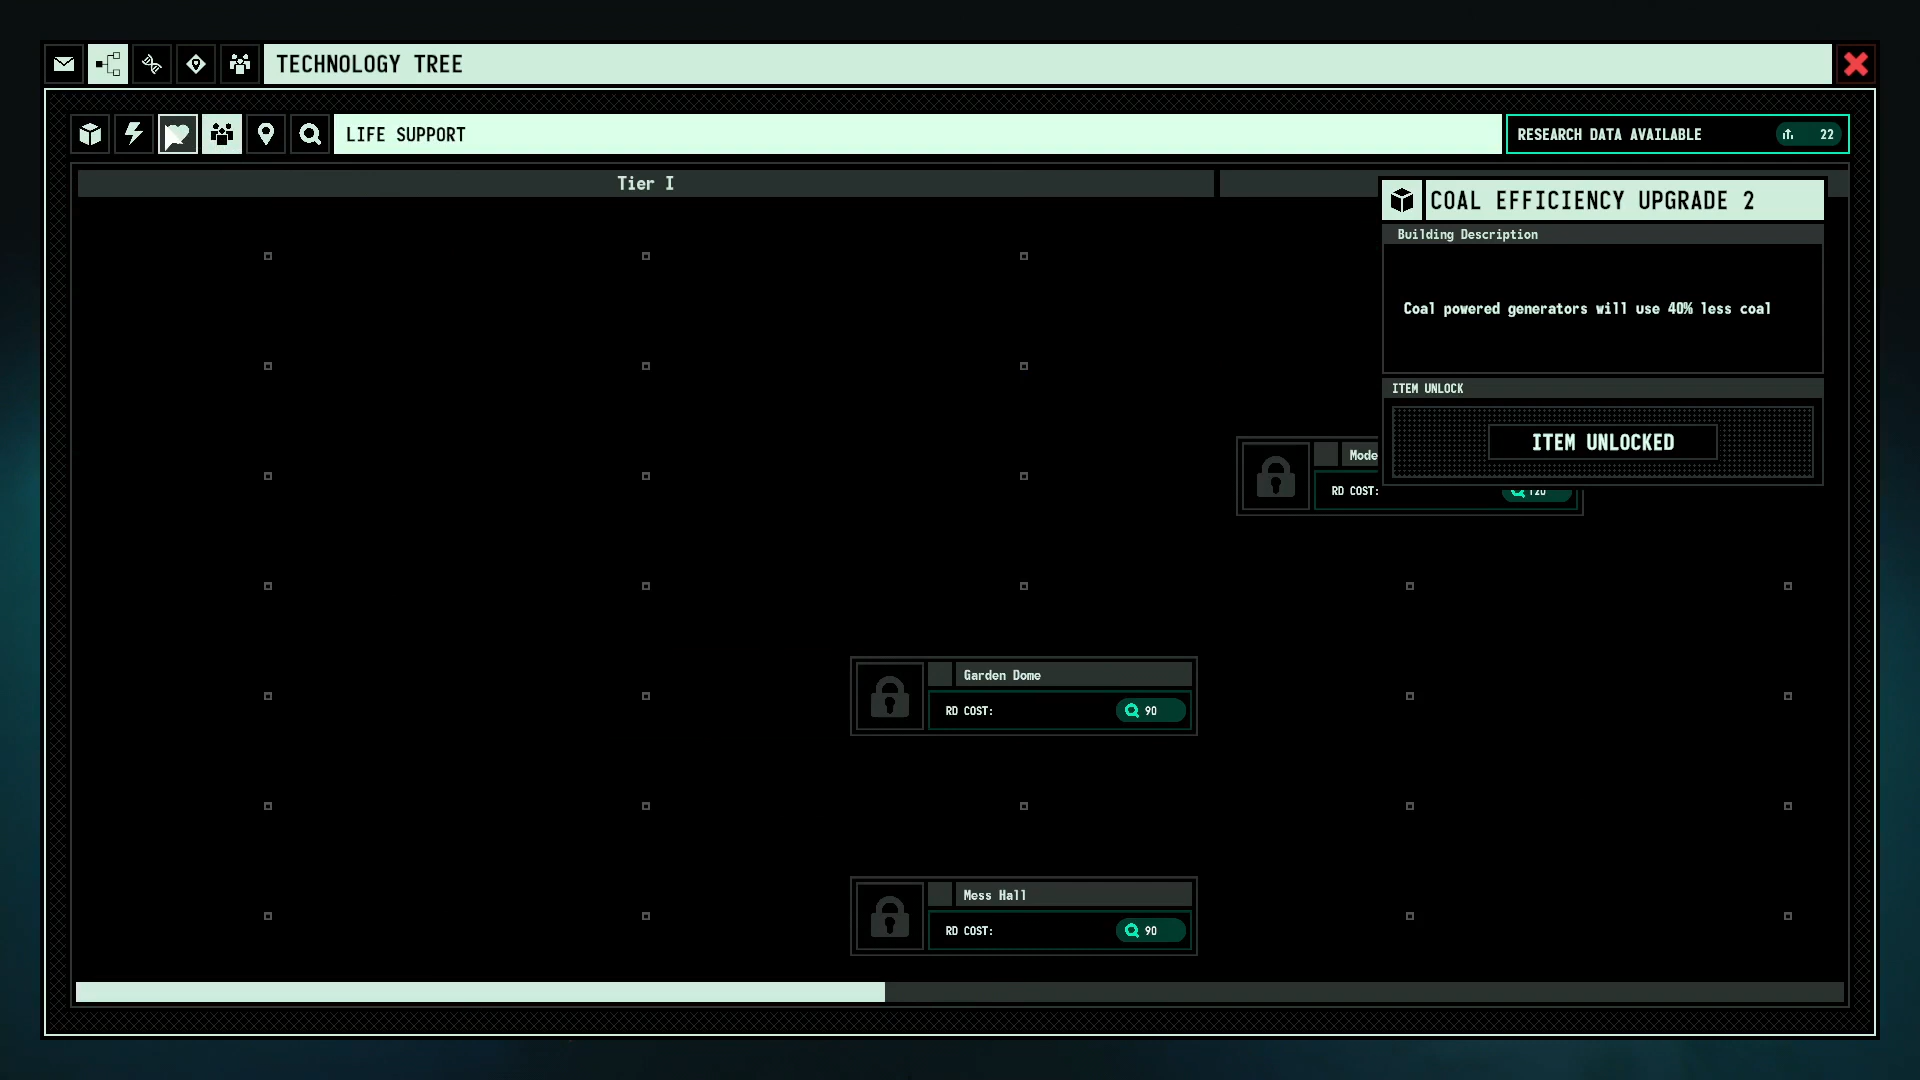 TECHNOLOGY TREE
LIFE SUPPORT
RESEARCH DATA AVAILABLE 22
Tier I
COAL EFFICIENCY UPGRADE 2
Building Description
Coal powered generators will use 40% less coal
ITEM UNLOCK
ITEM UNLOCKED
Mode
RD COST: 120
Garden Dome
RD COST: 90
Mess Hall
RD COST: 90